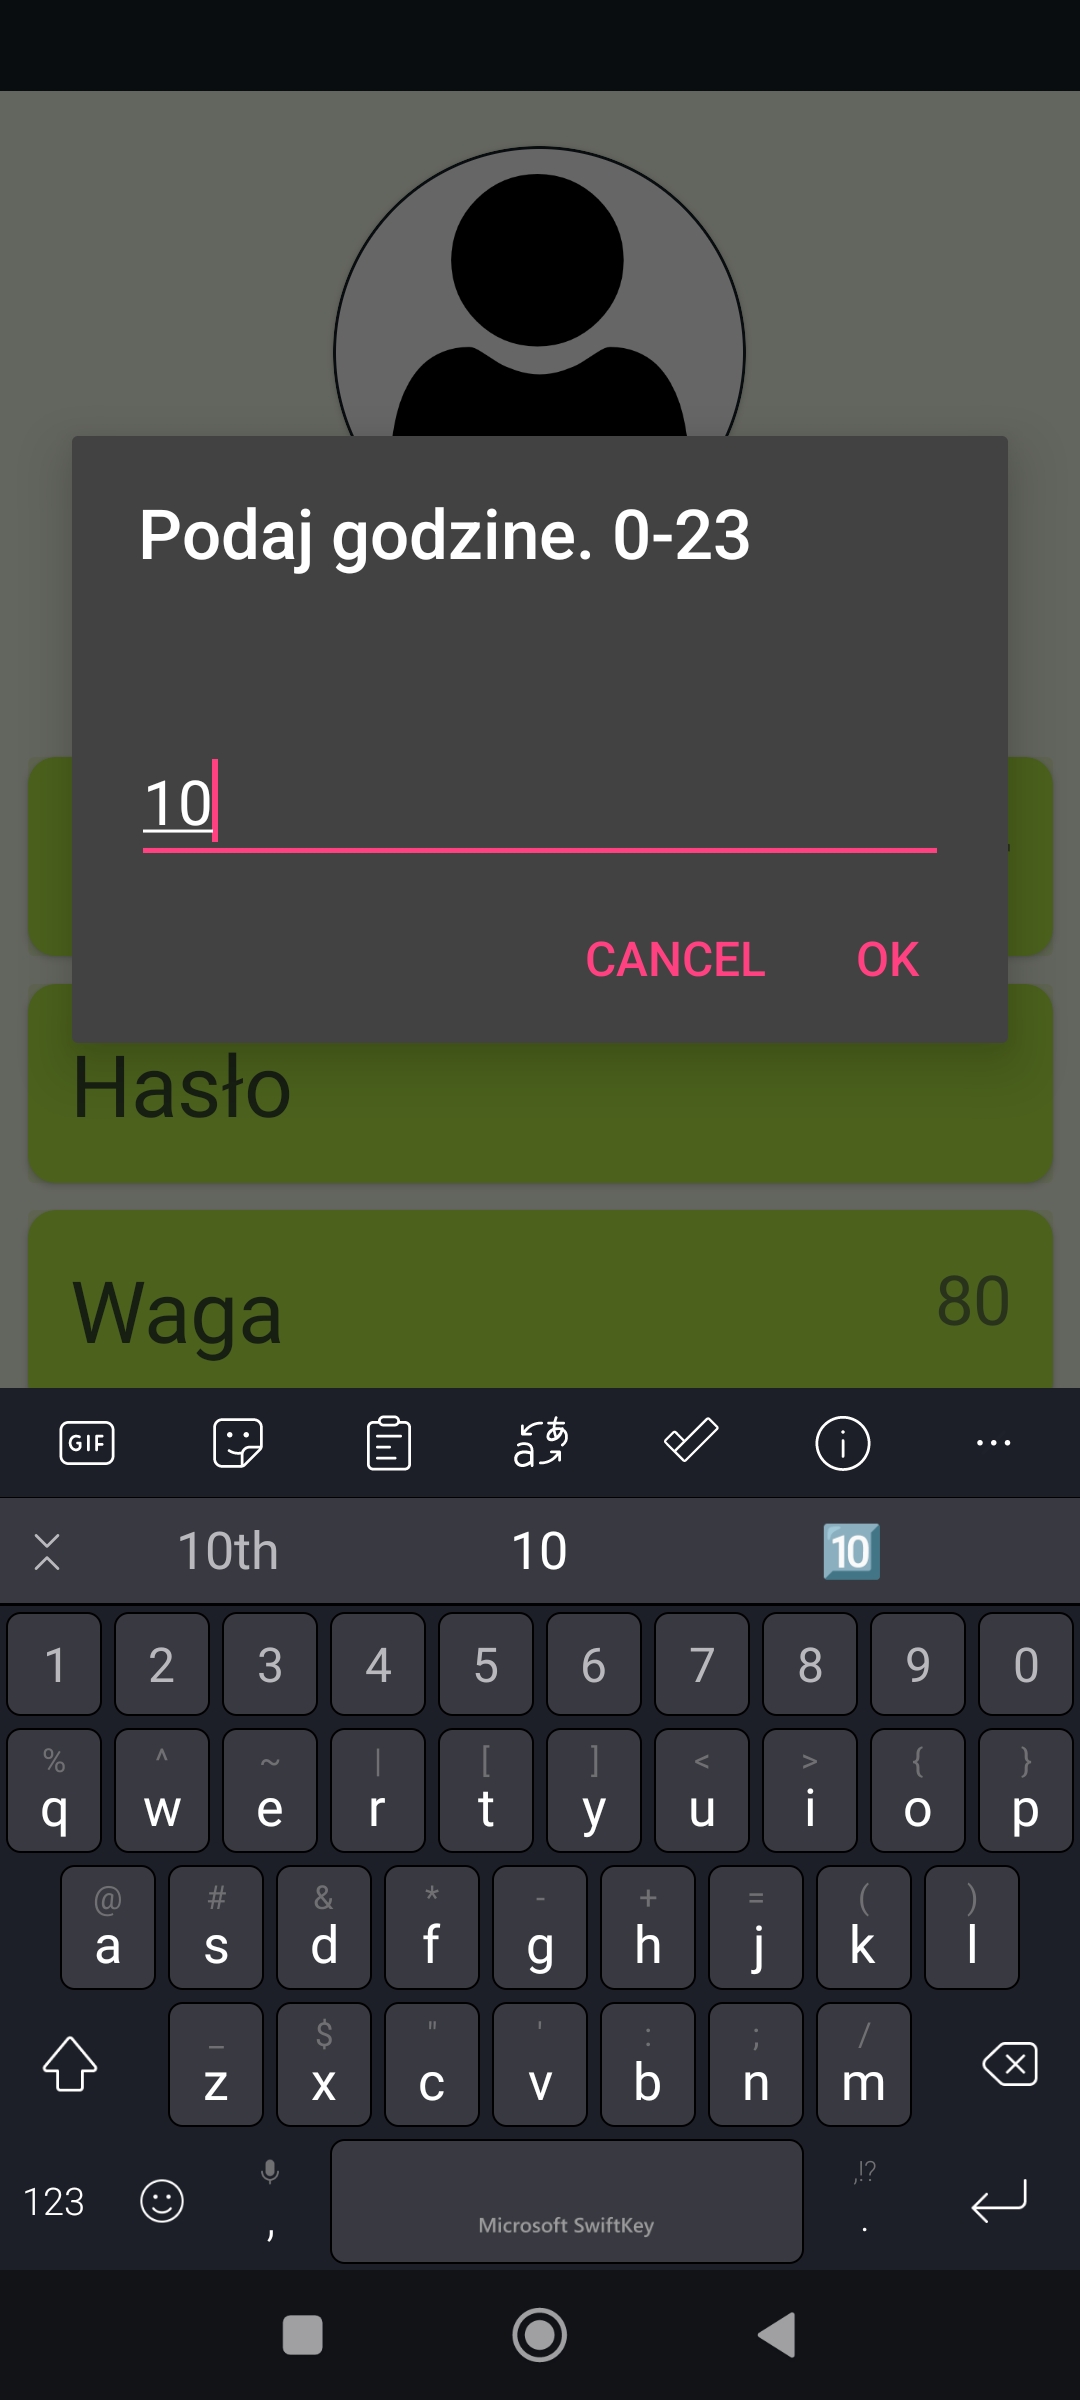 Podaj godzine. 0-23
10
CANCEL OK
Hasło
Waga 80
GIF
10th 10 🔟
1 2 3 4 5 6 7 8 9 0
% ^ ~ | [ ] < > { }
q w e r t y u i o p
@ # & * - + = ( )
a s d f g h j k l
_ $ " ' : ; /
z x c v b n m
,!?
123 , Microsoft SwiftKey .